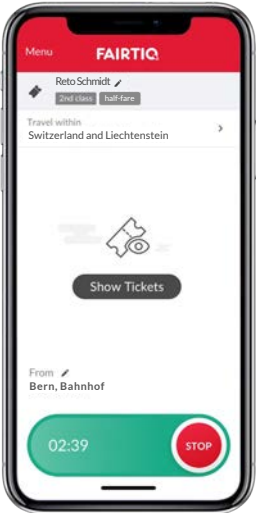 Menu
FAIRTIQ
Reto Schmidt
2nd class half-fare
Travel within
Switzerland and Liechtenstein
Show Tickets
From
Bern, Bahnhof
02:39
STOP